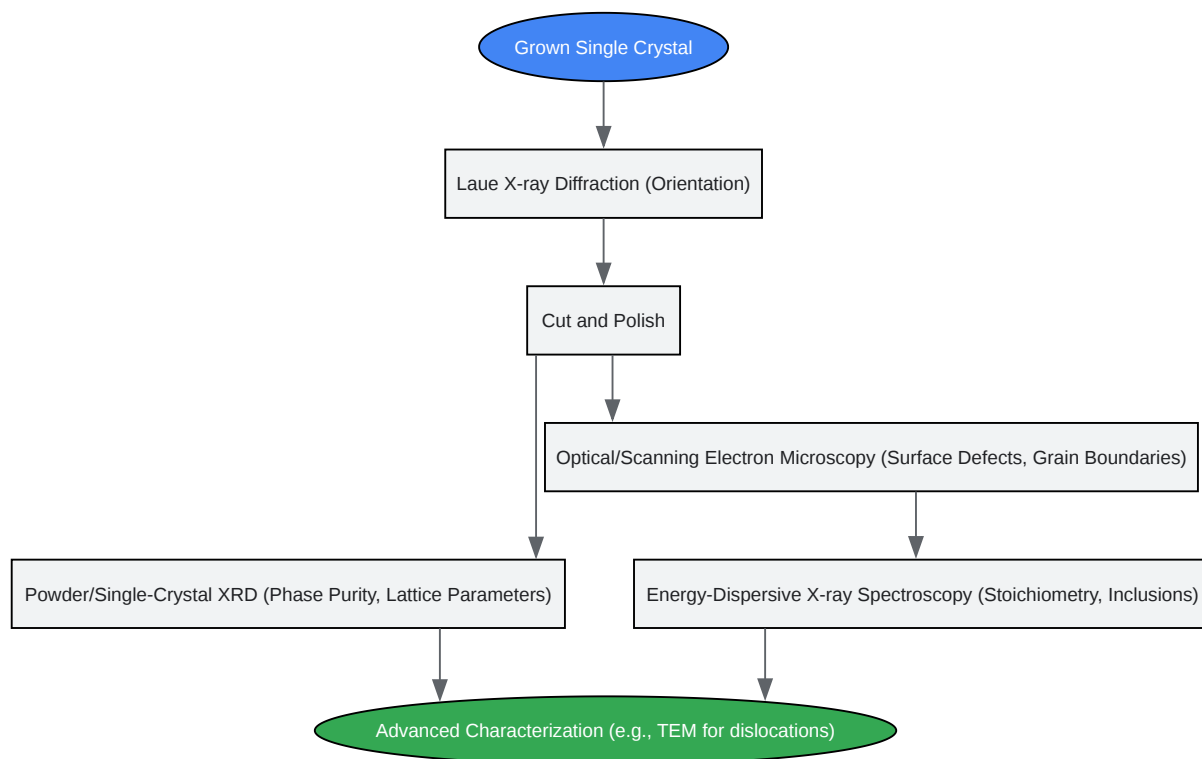 Grown Single Crystal
Laue X-ray Diffraction (Orientation)
Cut and Polish
Optical/Scanning Electron Microscopy (Surface Defects, Grain Boundaries)
Powder/Single-Crystal XRD (Phase Purity, Lattice Parameters)
Energy-Dispersive X-ray Spectroscopy (Stoichiometry, Inclusions)
Advanced Characterization (e.g., TEM for dislocations)